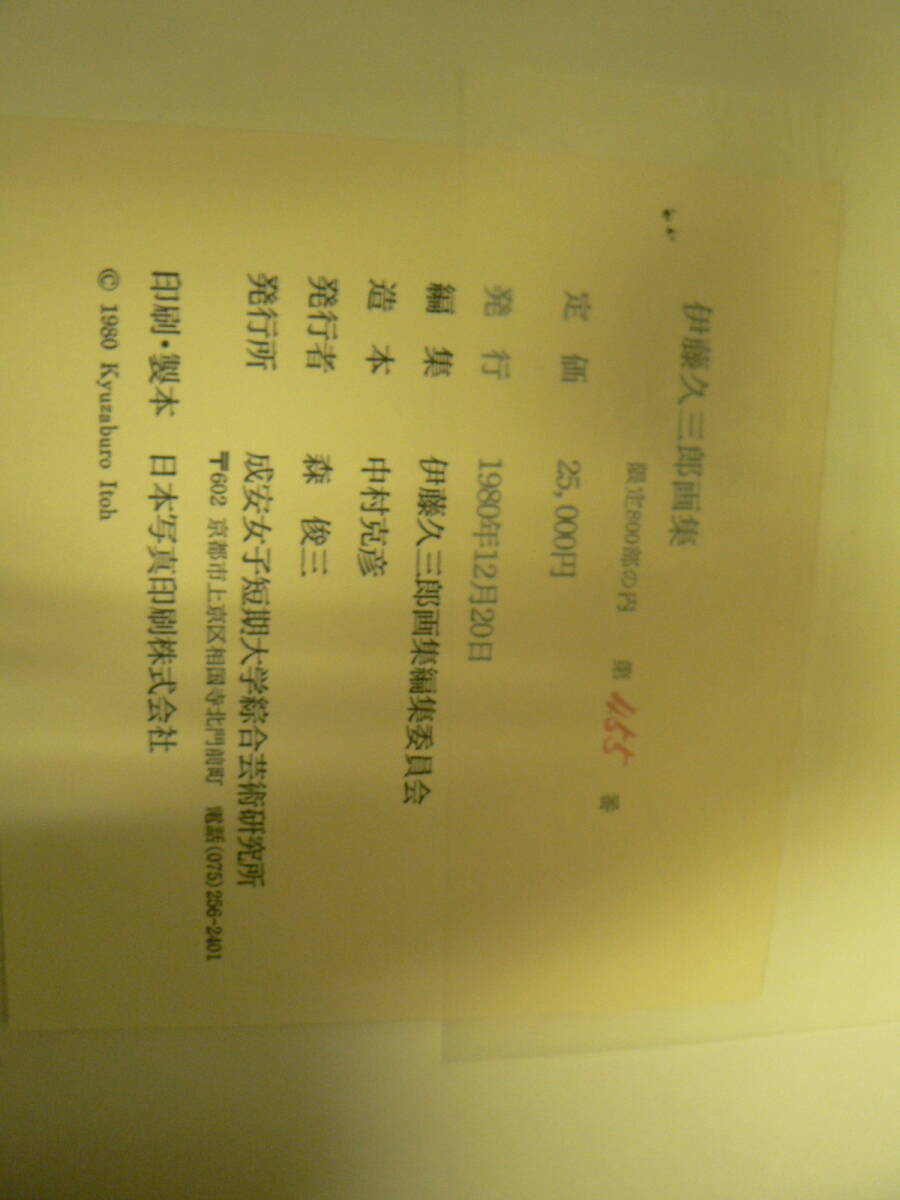 伊藤久三郎画集
限定800部の内 第 455 番
定価 25,000円
発行 1980年12月20日
編集 伊藤久三郎画集編集委員会
造本 中村克彦
発行者 森 俊三
発行所 成安女子短期大学綜合芸術研究所
〒602 京都市上京区相国寺北門前町 電話(075)256-2401
印刷・製本 日本写真印刷株式会社
© 1980 Kyuzaburo Itoh